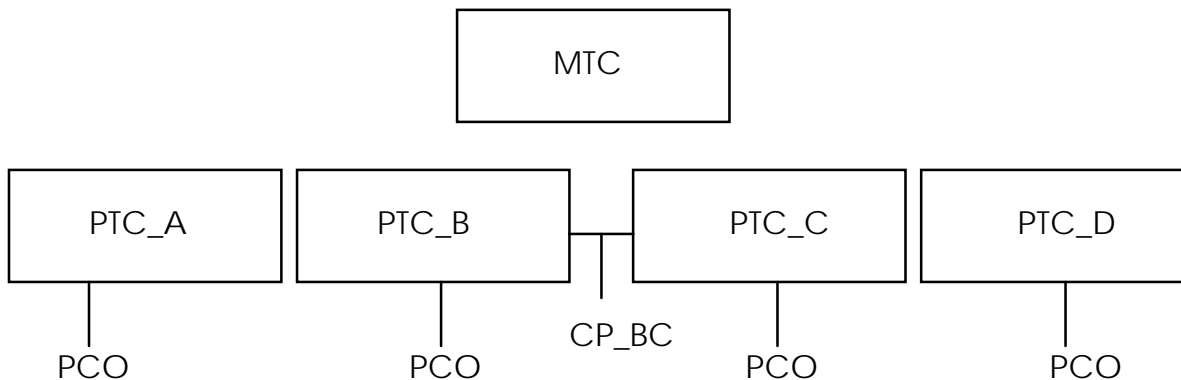 MTC
PTC_A PTC_B PTC_C PTC_D
CP_BC
PCO PCO PCO PCO